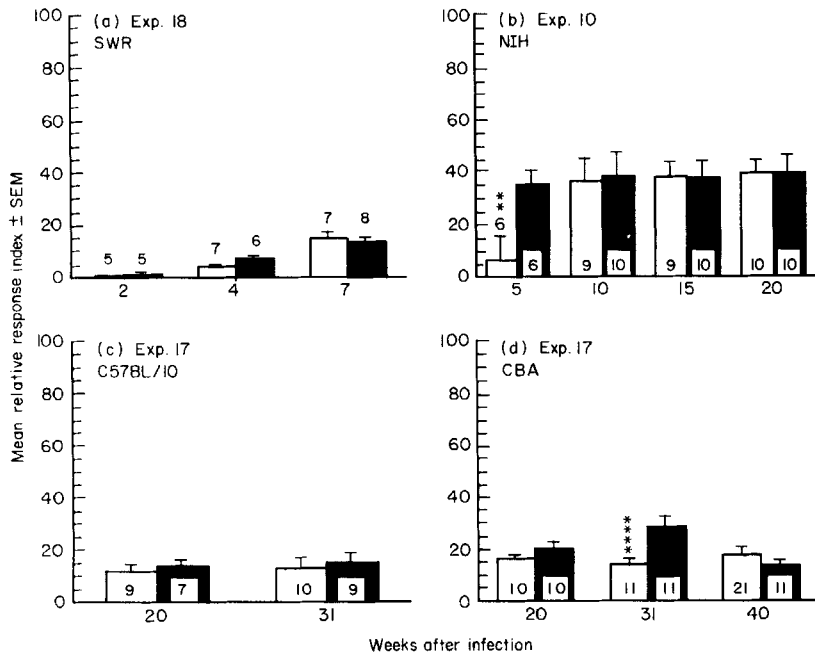 Mean relative response index ± SEM
(a) Exp. 18
SWR
100
80
60
40
20
0
5 5 7 6 7 8
2 4 7
(b) Exp. 10
NIH
100
80
60
40
20
0
**
6 6 9 10 9 10 10 10
5 10 15 20
(c) Exp. 17
C57BL/10
100
80
60
40
20
0
9 7 10 9
20 31
(d) Exp. 17
CBA
100
80
60
40
20
0
****
10 10 11 11 21 11
20 31 40
Weeks after infection